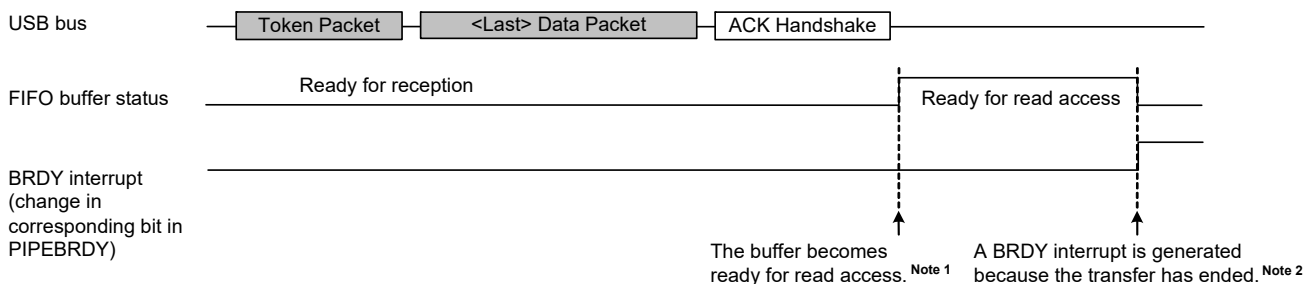 USB bus
Token Packet
<Last> Data Packet
ACK Handshake
FIFO buffer status
Ready for reception
Ready for read access
BRDY interrupt
(change in
corresponding bit in
PIPEBRDY)
The buffer becomes
ready for read access. Note 1
A BRDY interrupt is generated
because the transfer has ended. Note 2